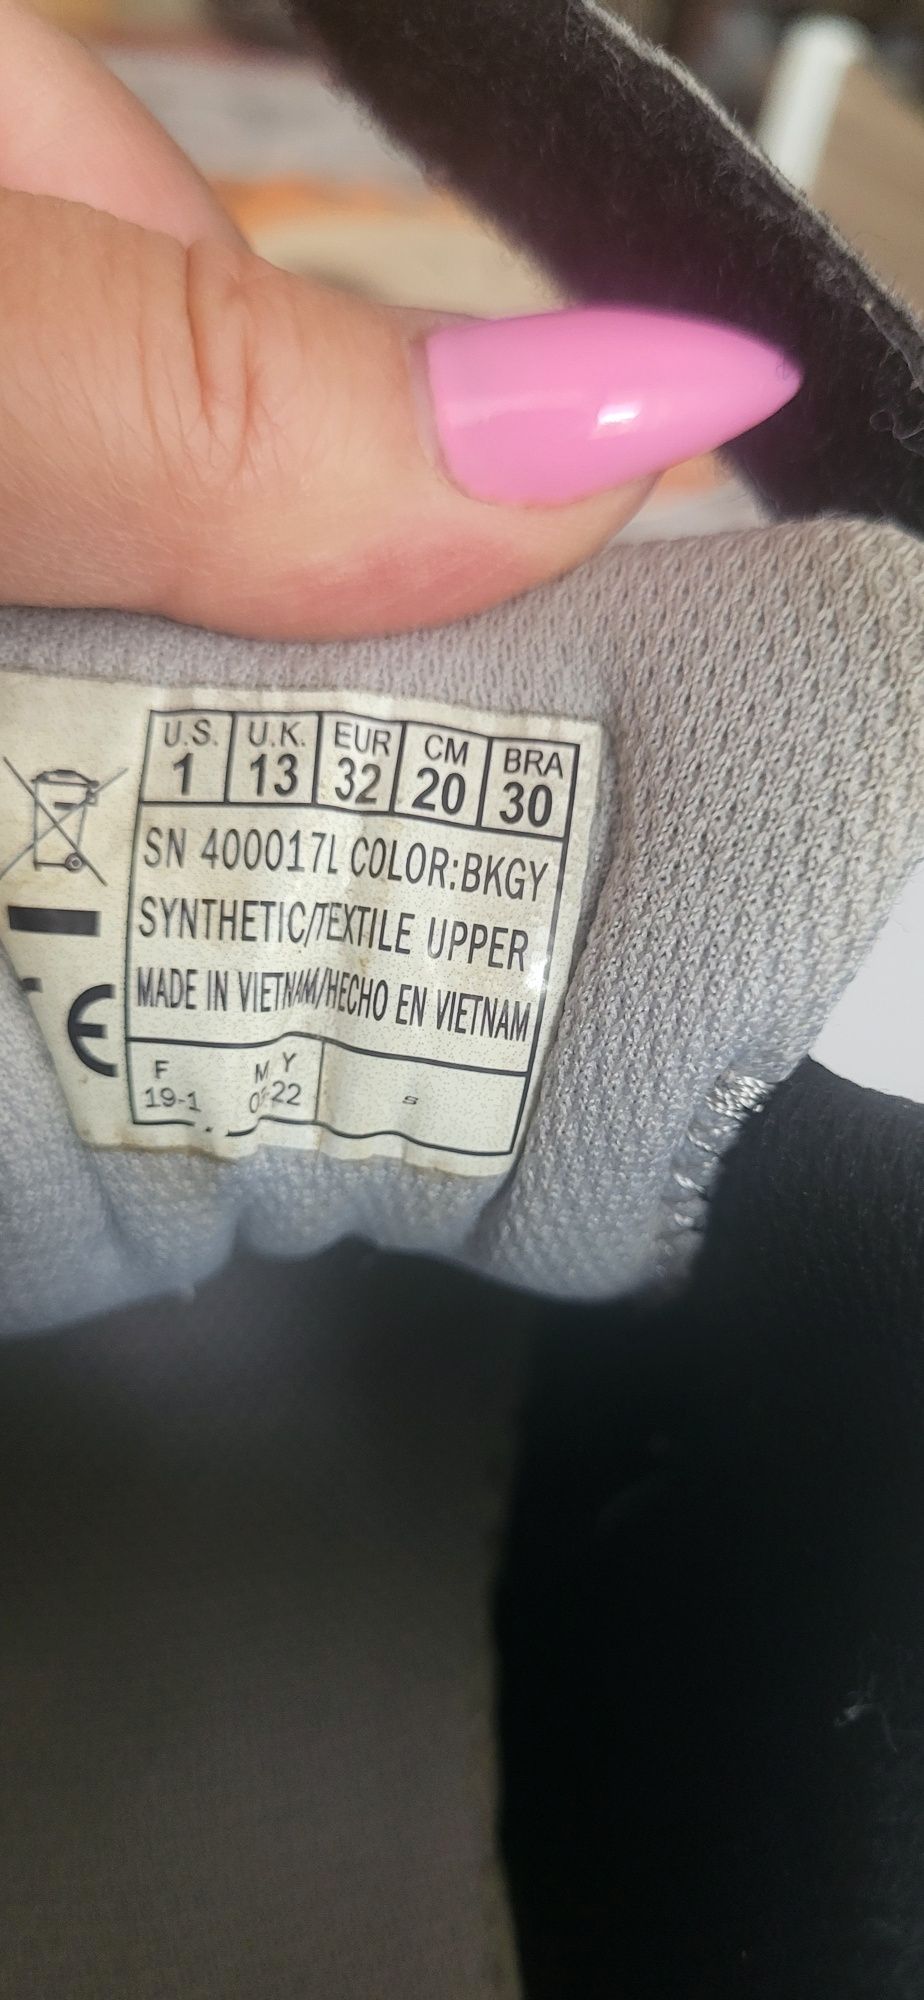 U.S. U.K. EUR CM BRA
1 13 32 20 30
SN 400017L COLOR:BKGY
SYNTHETIC/TEXTILE UPPER
MADE IN VIETNAM/HECHO EN VIETNAM
F M Y
19-1 22 S
CE